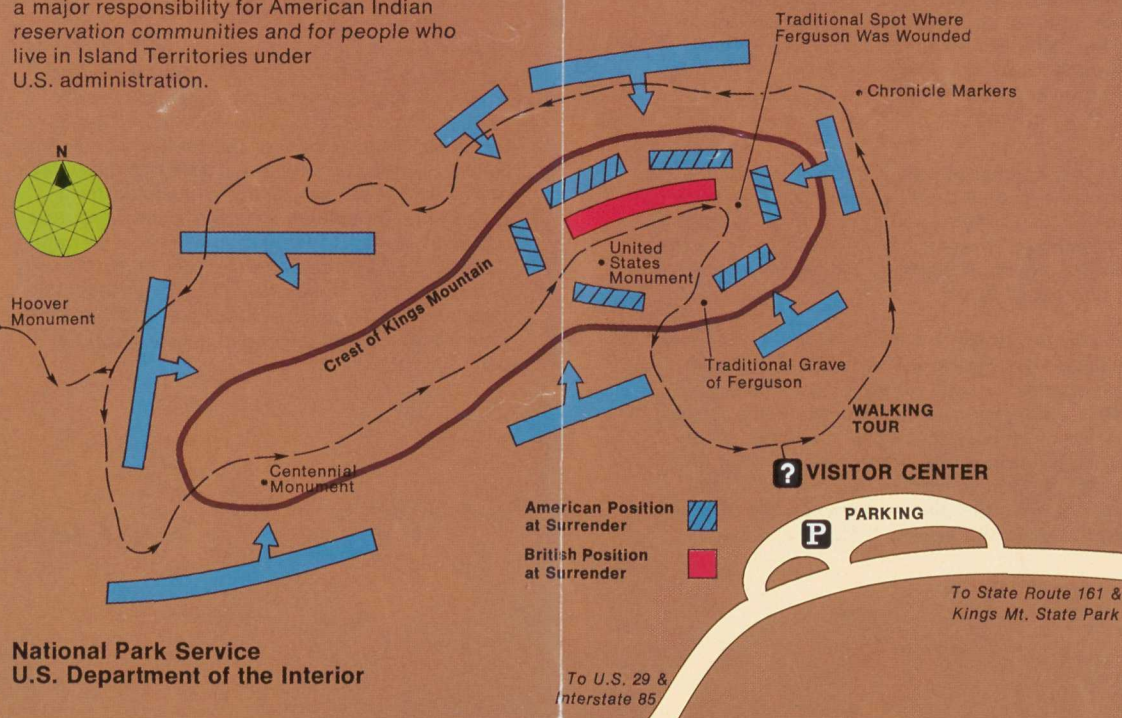 a major responsibility for American Indian
reservation communities and for people who
live in Island Territories under
U.S. administration.
Traditional Spot Where
Ferguson Was Wounded
Chronicle Markers
N
Hoover
Monument
United
States
Monument
Crest of Kings Mountain
Traditional Grave
of Ferguson
WALKING
TOUR
Centennial
Monument
? VISITOR CENTER
American Position
at Surrender
PARKING
P
British Position
at Surrender
To State Route 161 &
Kings Mt. State Park
National Park Service
U.S. Department of the Interior
To U.S. 29 &
Interstate 85